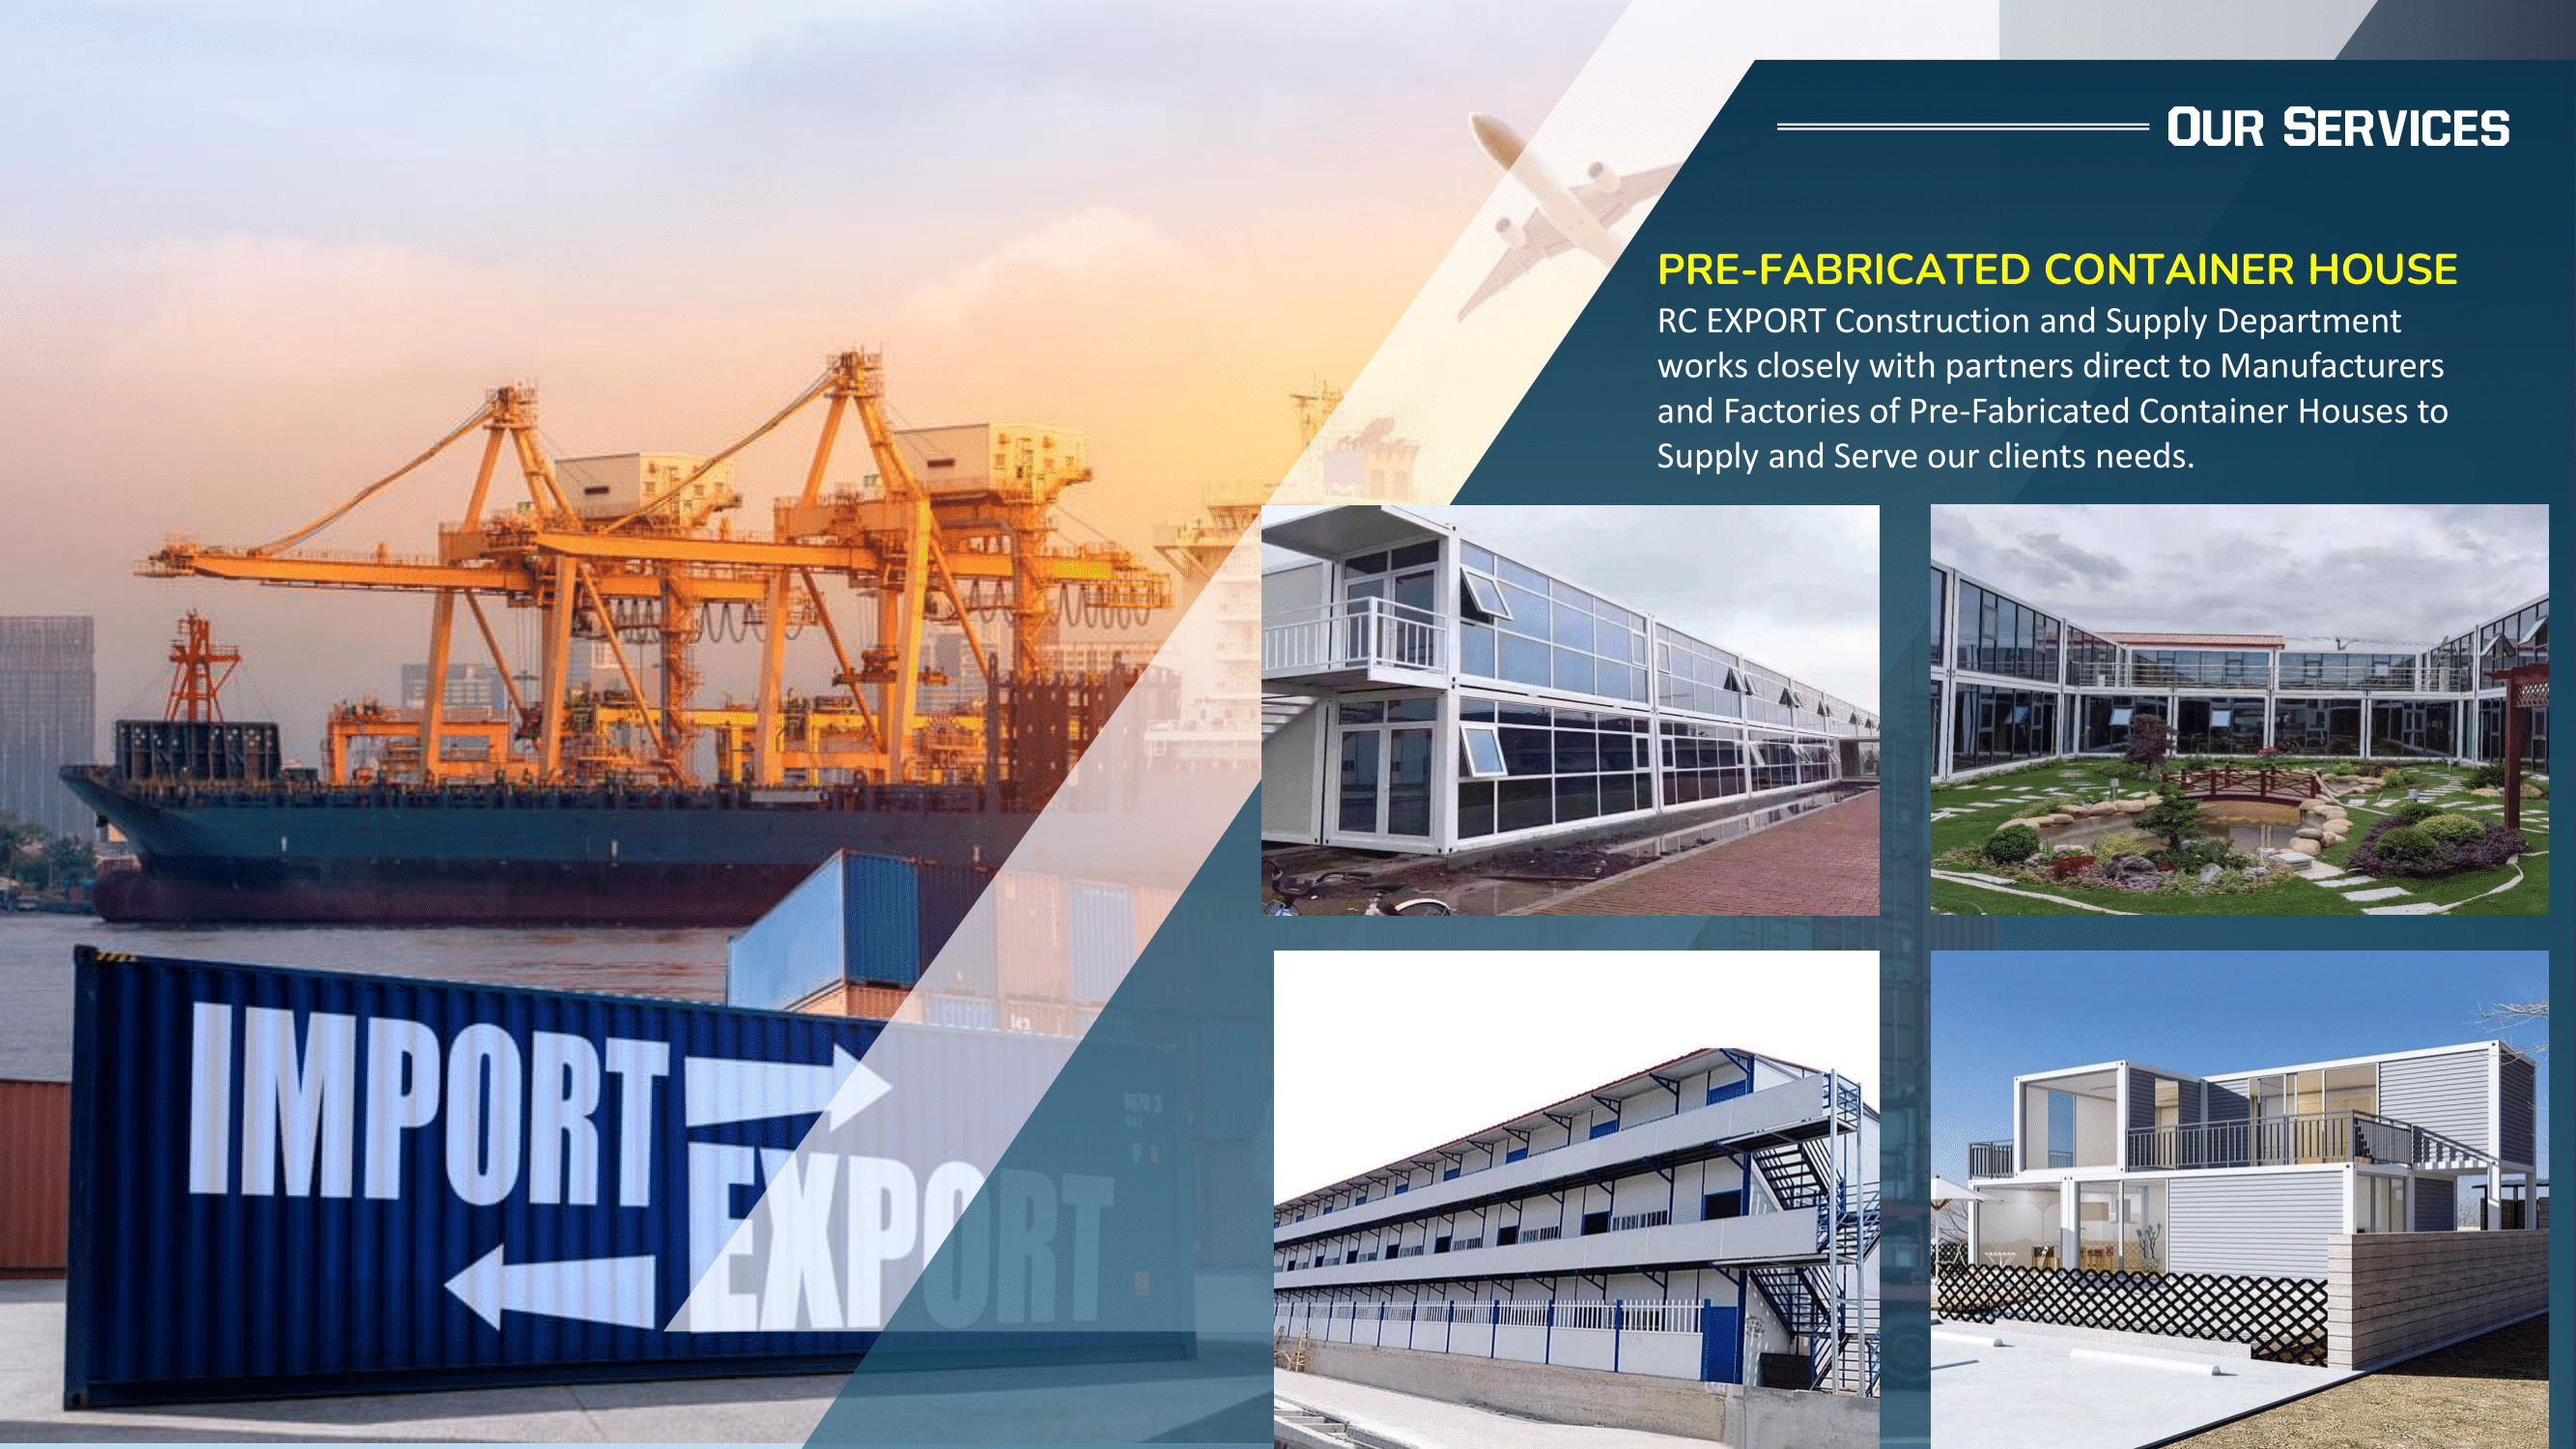 OUR SERVICES
PRE-FABRICATED CONTAINER HOUSE
RC EXPORT Construction and Supply Department
works closely with partners direct to Manufacturers
and Factories of Pre-Fabricated Container Houses to
Supply and Serve our clients needs.
IMPORT
EXPORT